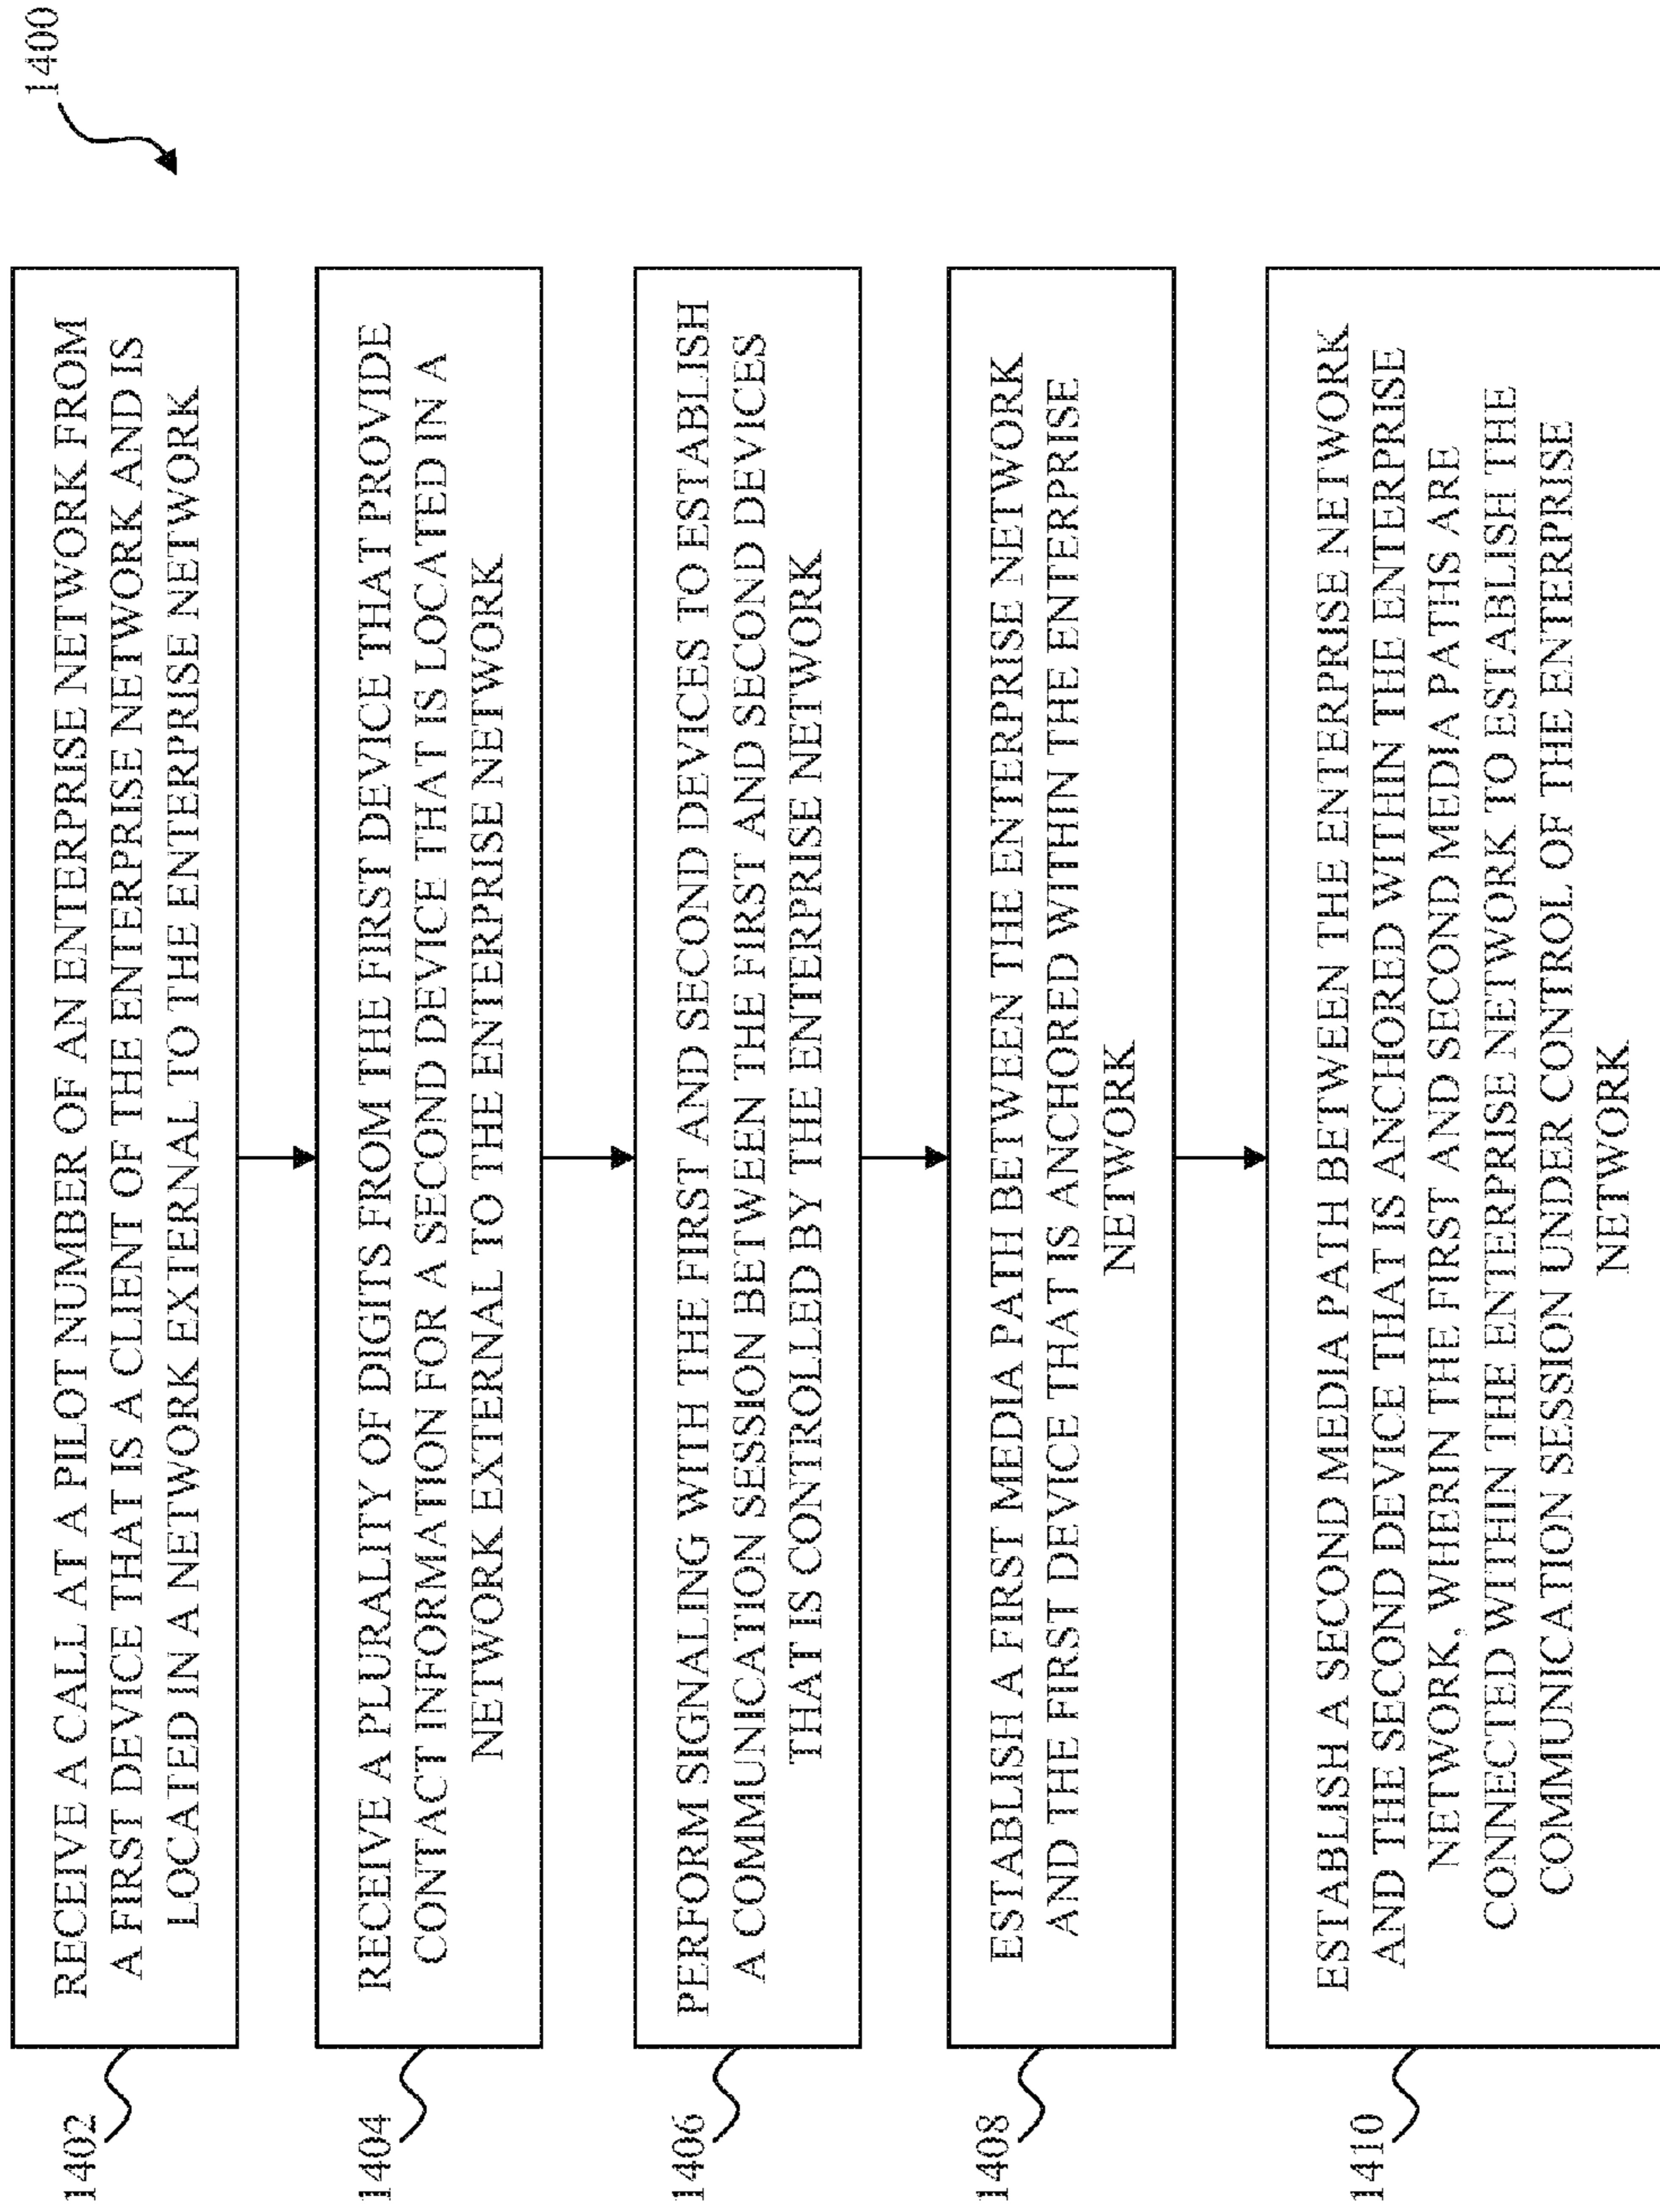 1400
1402
RECEIVE A CALL AT A PILOT NUMBER OF AN ENTERPRISE NETWORK FROM
A FIRST DEVICE THAT IS A CLIENT OF THE ENTERPRISE NETWORK AND IS
LOCATED IN A NETWORK EXTERNAL TO THE ENTERPRISE NETWORK
1404
RECEIVE A PLURALITY OF DIGITS FROM THE FIRST DEVICE THAT PROVIDE
CONTACT INFORMATION FOR A SECOND DEVICE THAT IS LOCATED IN A
NETWORK EXTERNAL TO THE ENTERPRISE NETWORK
1406
PERFORM SIGNALING WITH THE FIRST AND SECOND DEVICES TO ESTABLISH
A COMMUNICATION SESSION BETWEEN THE FIRST AND SECOND DEVICES
THAT IS CONTROLLED BY THE ENTERPRISE NETWORK
1408
ESTABLISH A FIRST MEDIA PATH BETWEEN THE ENTERPRISE NETWORK
AND THE FIRST DEVICE THAT IS ANCHORED WITHIN THE ENTERPRISE
NETWORK
1410
ESTABLISH A SECOND MEDIA PATH BETWEEN THE ENTERPRISE NETWORK
AND THE SECOND DEVICE THAT IS ANCHORED WITHIN THE ENTERPRISE
NETWORK, WHERIN THE FIRST AND SECOND MEDIA PATHS ARE
CONNECTED WITHIN THE ENTERPRISE NETWORK TO ESTABLISH THE
COMMUNICATION SESSION UNDER CONTROL OF THE ENTERPRISE
NETWORK